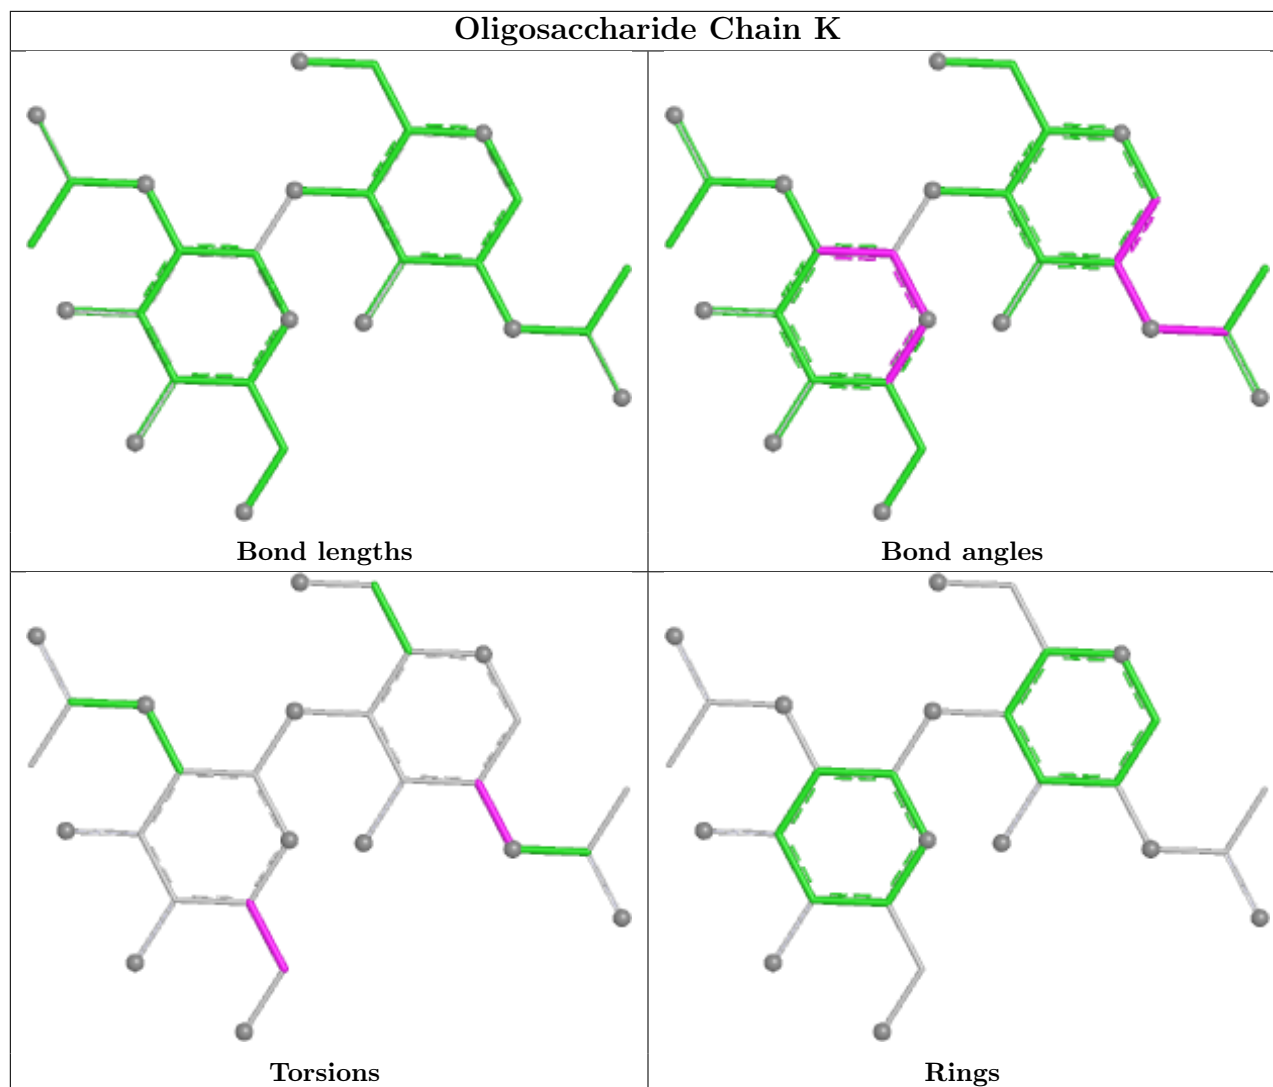 Oligosaccharide Chain K
Bond lengths
Bond angles
Torsions
Rings